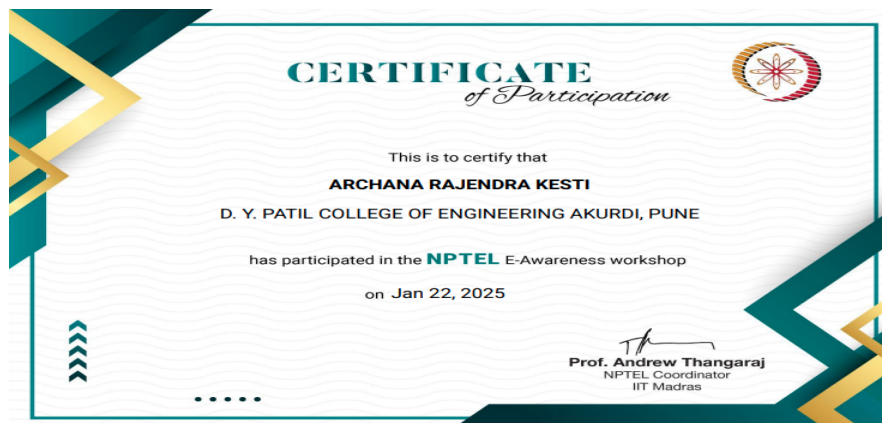 CERTIFICATE
of Participation
This is to certify that
ARCHANA RAJENDRA KESTI
D. Y. PATIL COLLEGE OF ENGINEERING AKURDI, PUNE
has participated in the NPTEL E-Awareness workshop
on Jan 22, 2025
Prof. Andrew Thangaraj
NPTEL Coordinator
IIT Madras